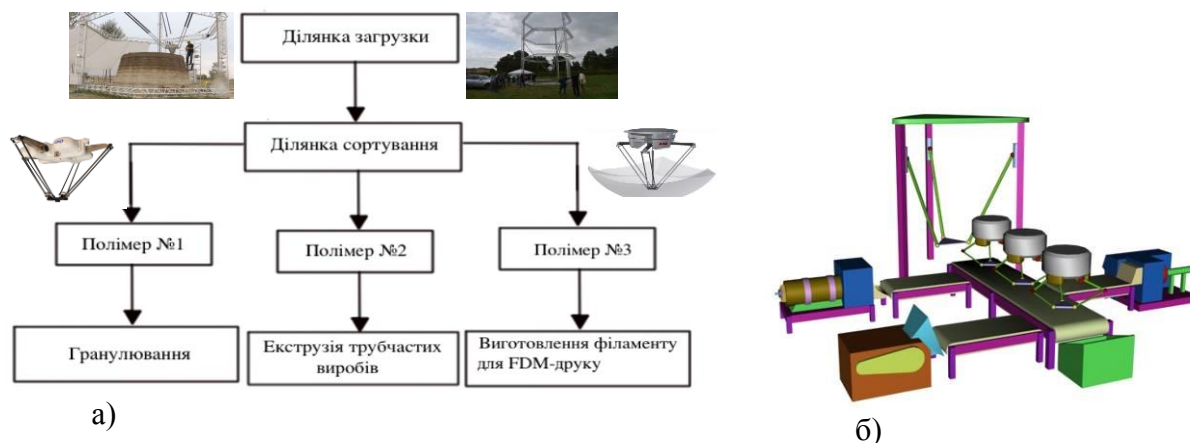 Ділянка загрузки
Ділянка сортування
Полімер №1
Полімер №2
Полімер №3
Гранулювання
Екструзія трубчастих
виробів
Виготовлення філаменту
для FDM-друку
а)
б)